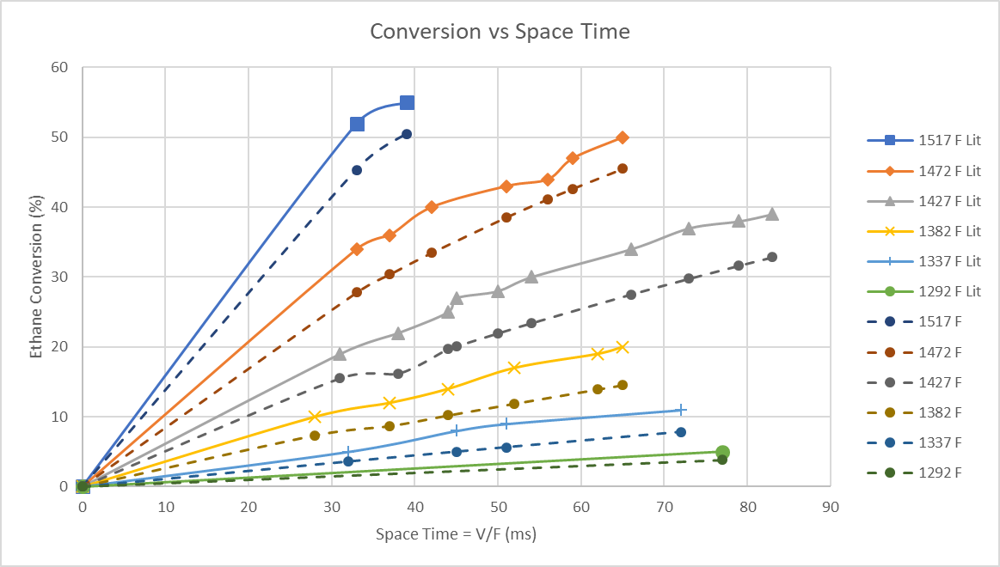 Conversion vs Space Time
60
50
40
30
20
10
0
Ethane Conversion (%)
0 10 20 30 40 50 60 70 80 90
Space Time = V/F (ms)
1517 F Lit
1472 F Lit
1427 F Lit
1382 F Lit
1337 F Lit
1292 F Lit
1517 F
1472 F
1427 F
1382 F
1337 F
1292 F